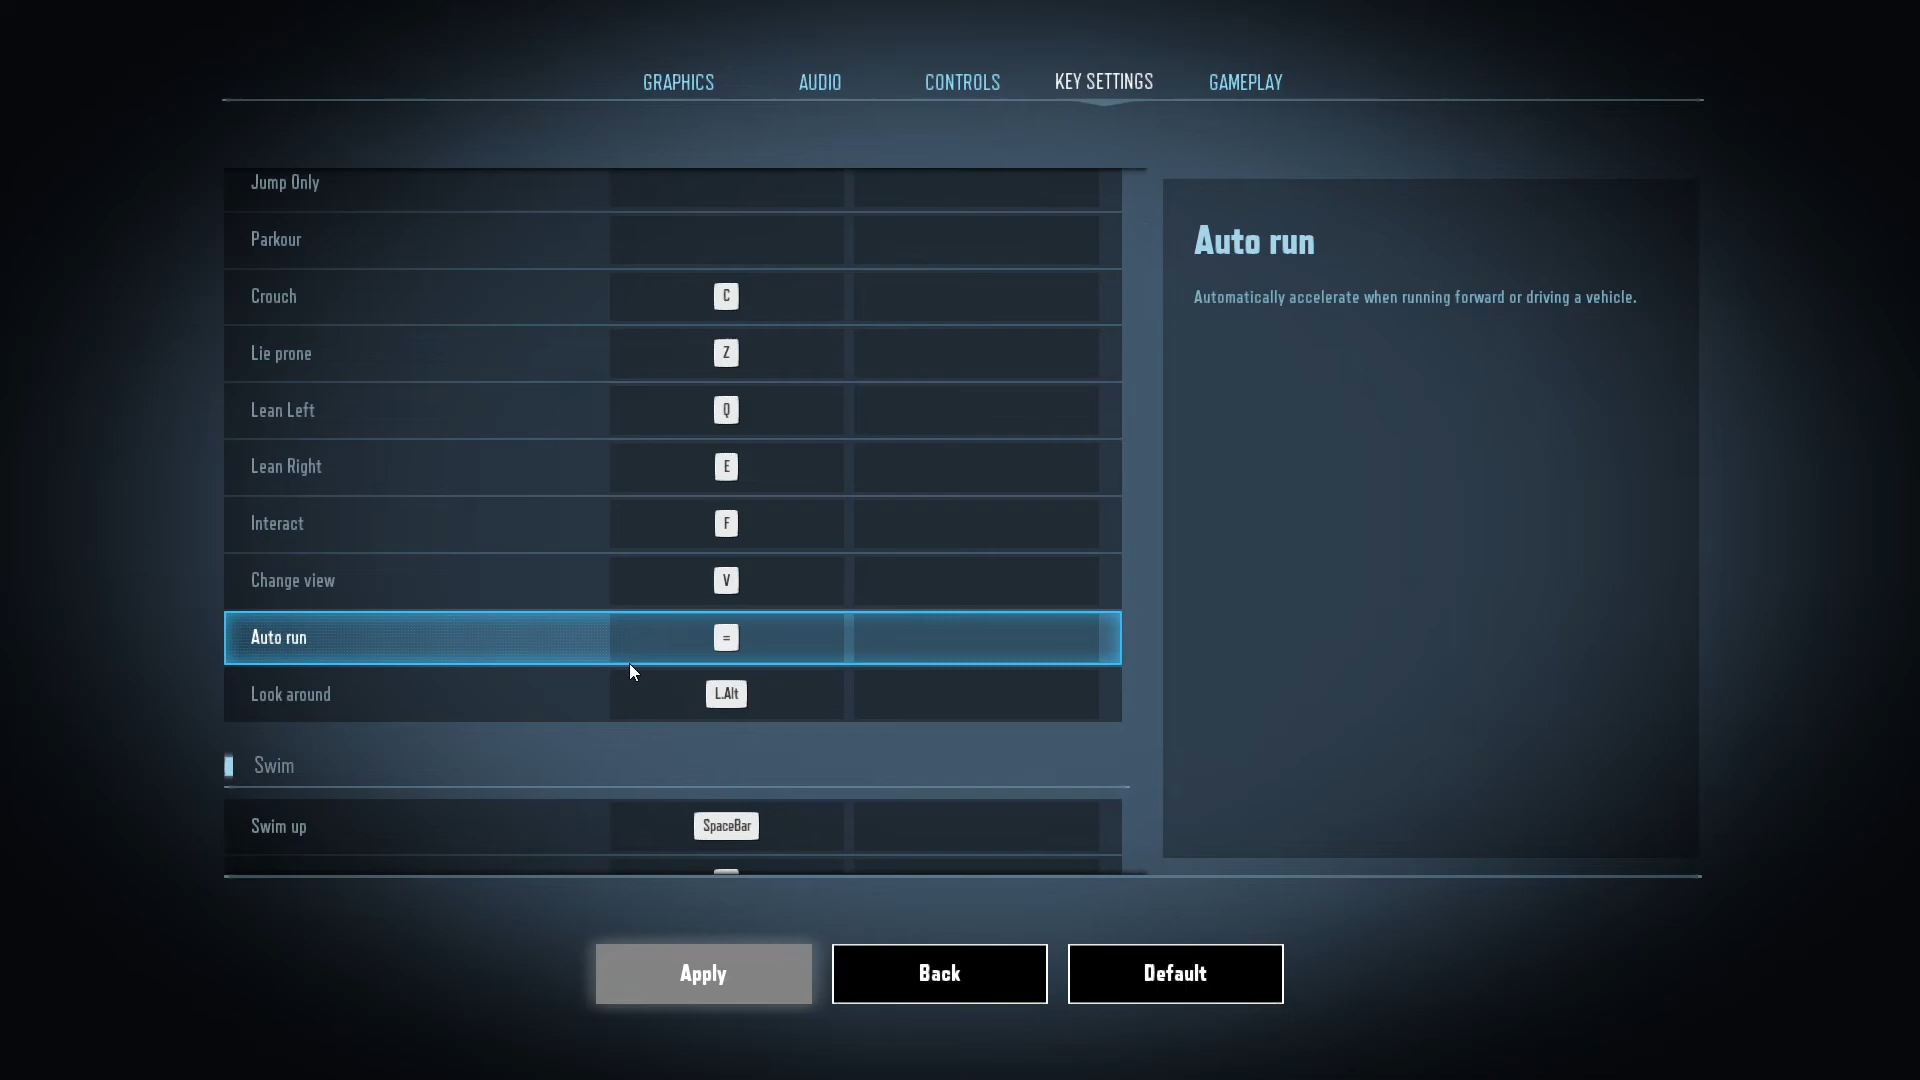 GRAPHICS AUDIO CONTROLS KEY SETTINGS GAMEPLAY
Jump Only
Parkour
Crouch C
Lie prone Z
Lean Left Q
Lean Right E
Interact F
Change view V
Auto run =
Look around L.Alt
Swim
Swim up SpaceBar
Auto run
Automatically accelerate when running forward or driving a vehicle.
Apply Back Default